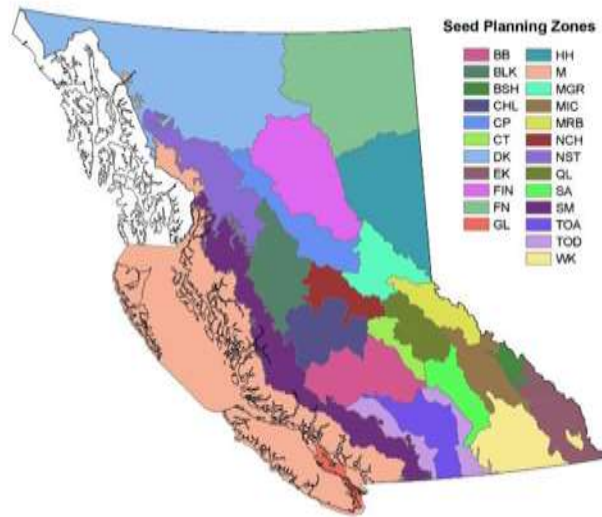 Seed Planning Zones
BB
BLK
BSH
CHL
CP
CT
DK
EK
FIN
FN
GL
HH
M
MGR
MIC
MRB
NCH
NST
QL
SA
SM
TOA
TOD
WK